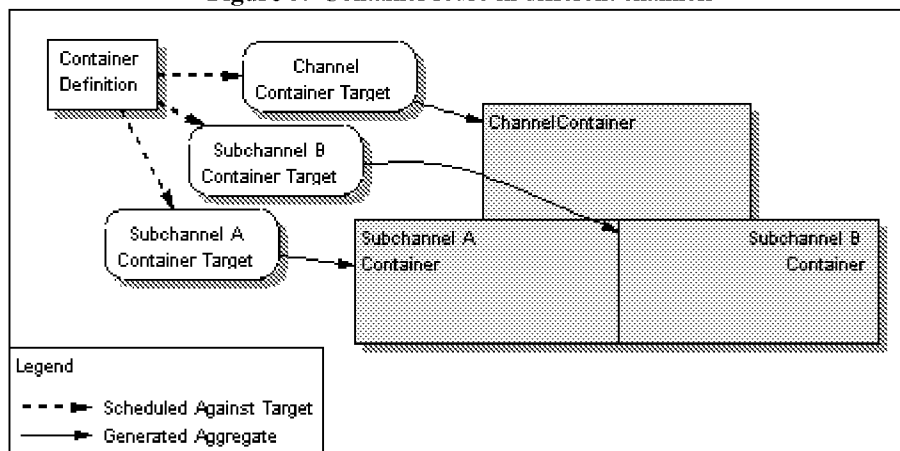 Container
Definition
Channel
Container Target
Subchannel B
Container Target
Subchannel A
Container Target
ChannelContainer
Subchannel A
Container
Subchannel B
Container
Legend
Scheduled Against Target
Generated Aggregate